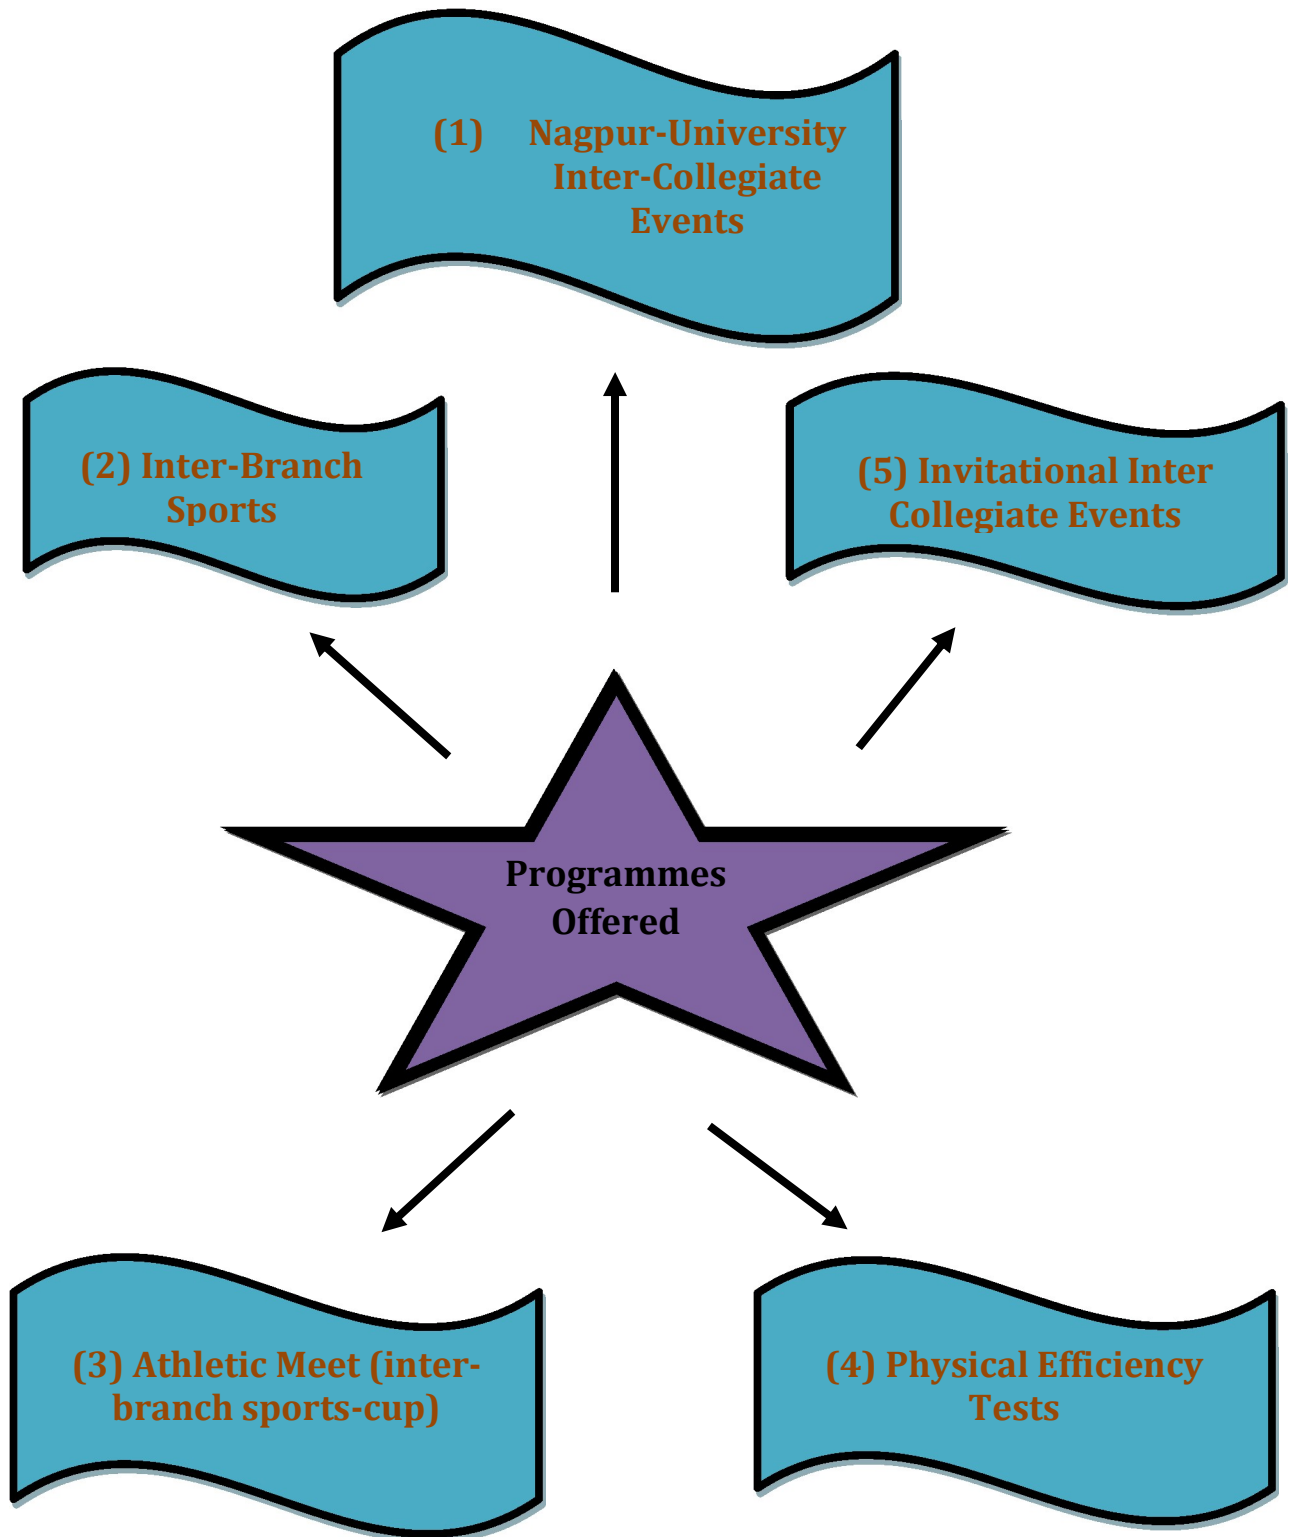 (1) Nagpur-University
Inter-Collegiate
Events
(2) Inter-Branch
Sports
(5) Invitational Inter
Collegiate Events
Programmes
Offered
(3) Athletic Meet (inter-
branch sports-cup)
(4) Physical Efficiency
Tests